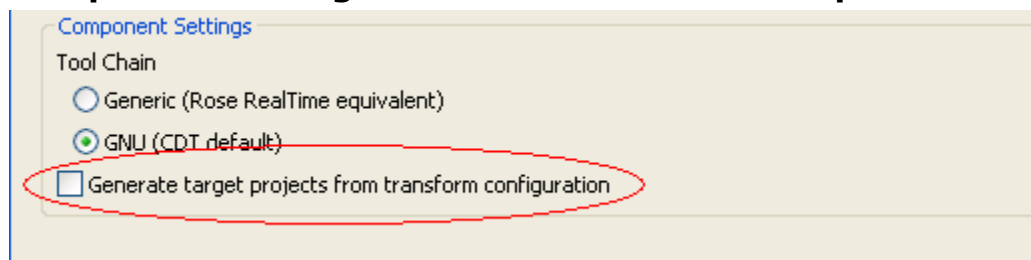 Component Settings
Tool Chain
Generic (Rose RealTime equivalent)
GNU (CDT default)
Generate target projects from transform configuration